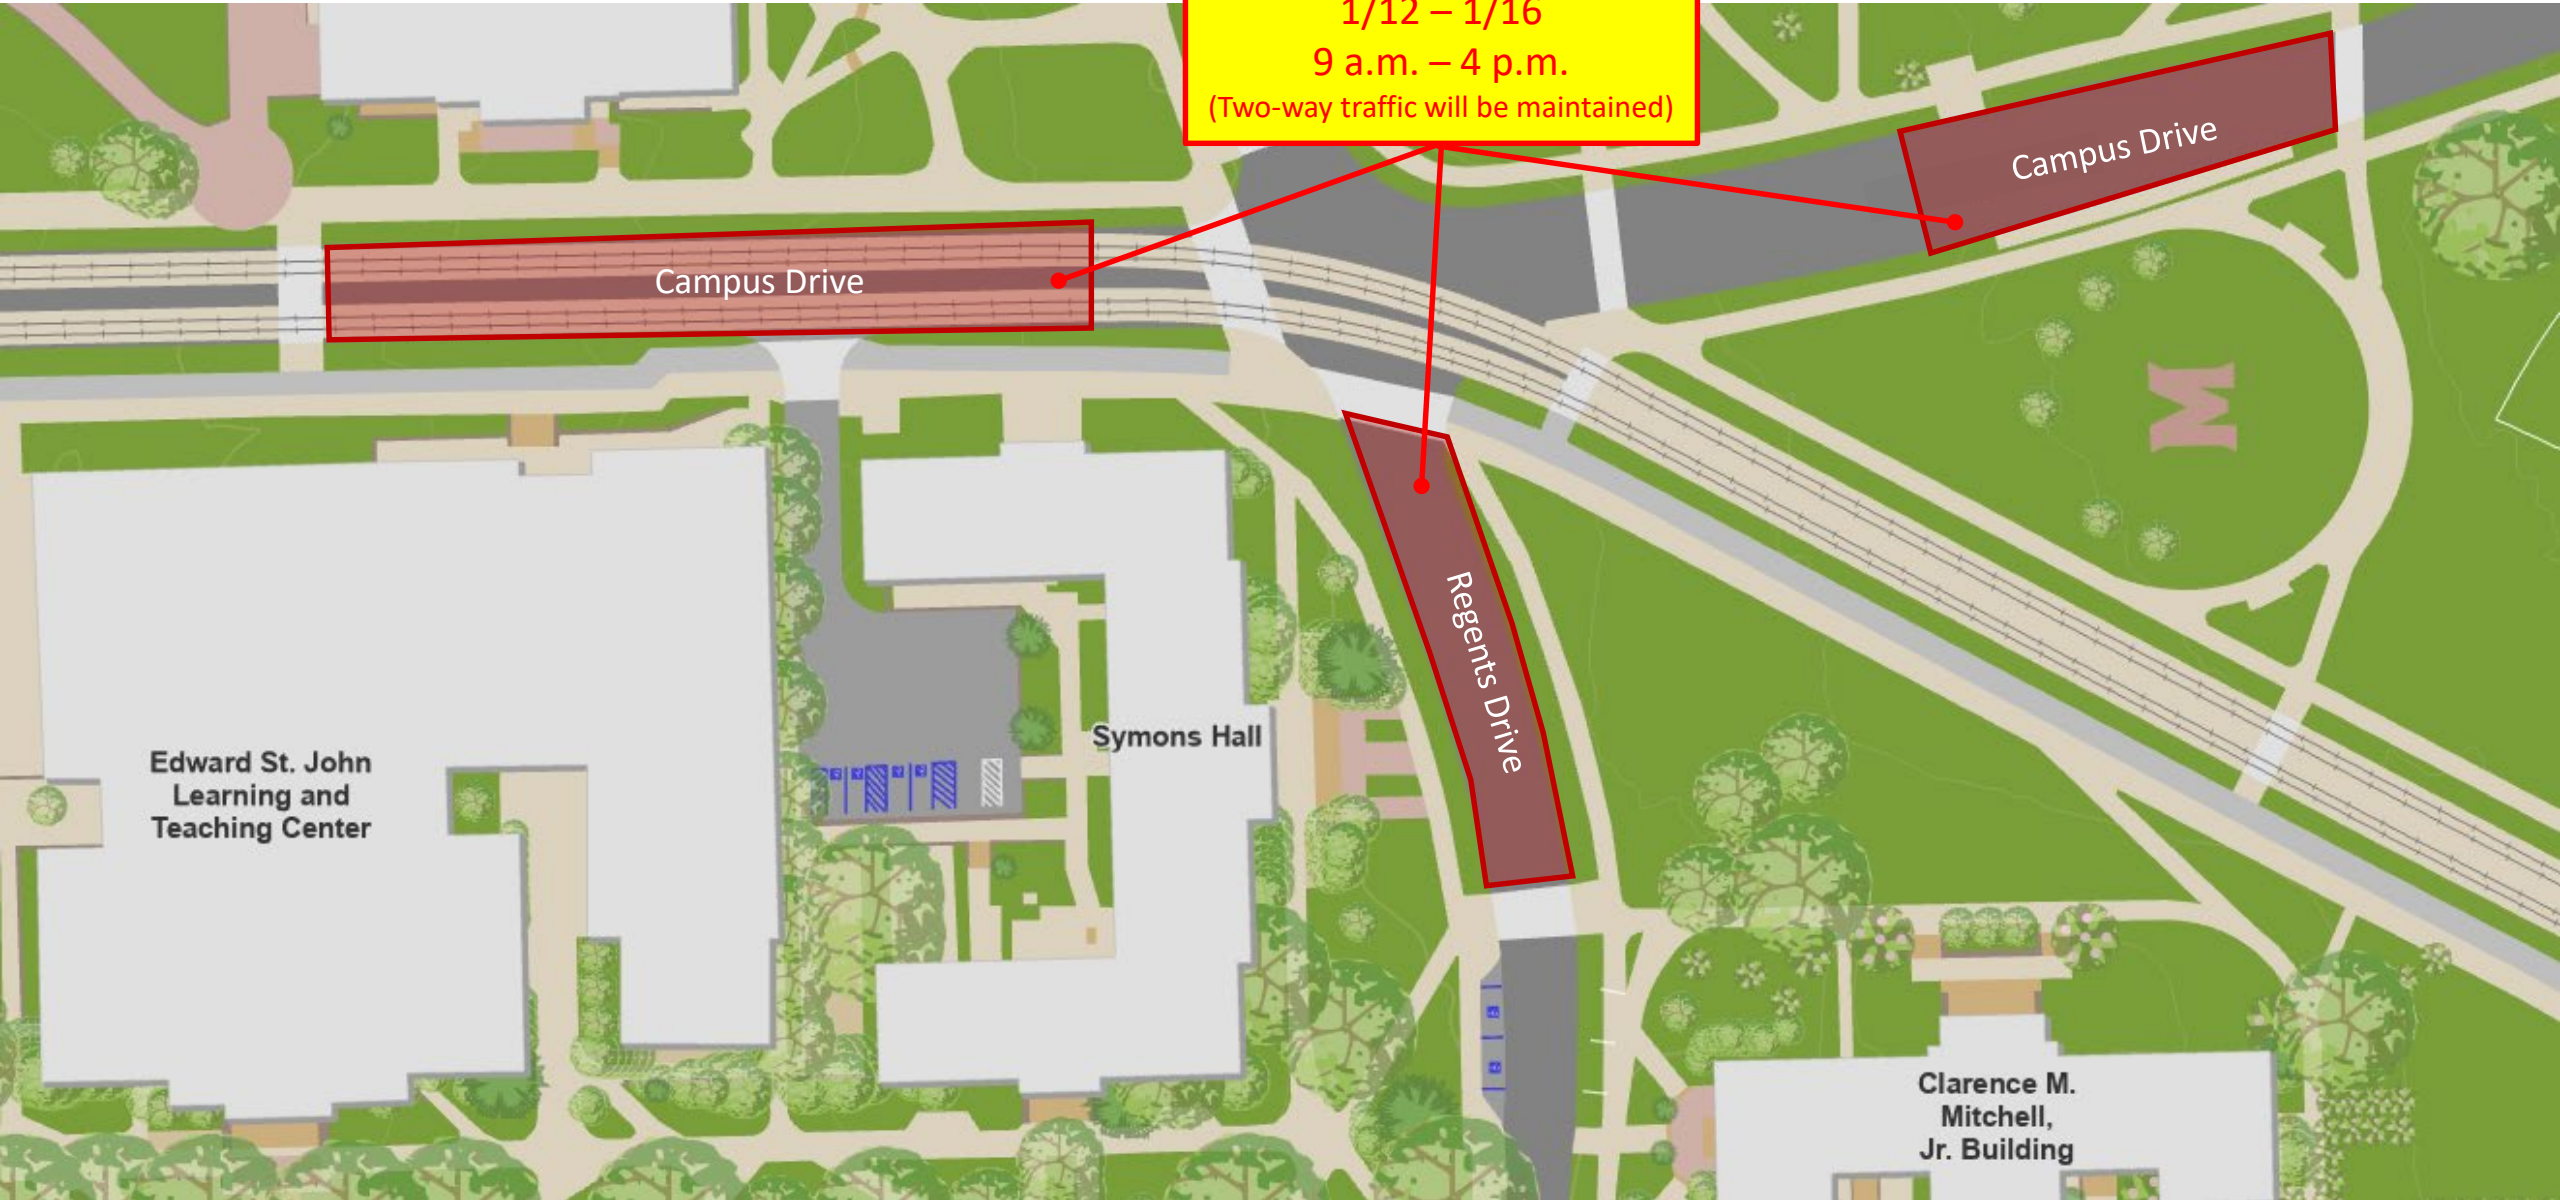 1/12 – 1/16
9 a.m. – 4 p.m.
(Two-way traffic will be maintained)
Campus Drive
Campus Drive
Regents Drive
M
Symons Hall
Edward St. John
Learning and
Teaching Center
Clarence M.
Mitchell,
Jr. Building